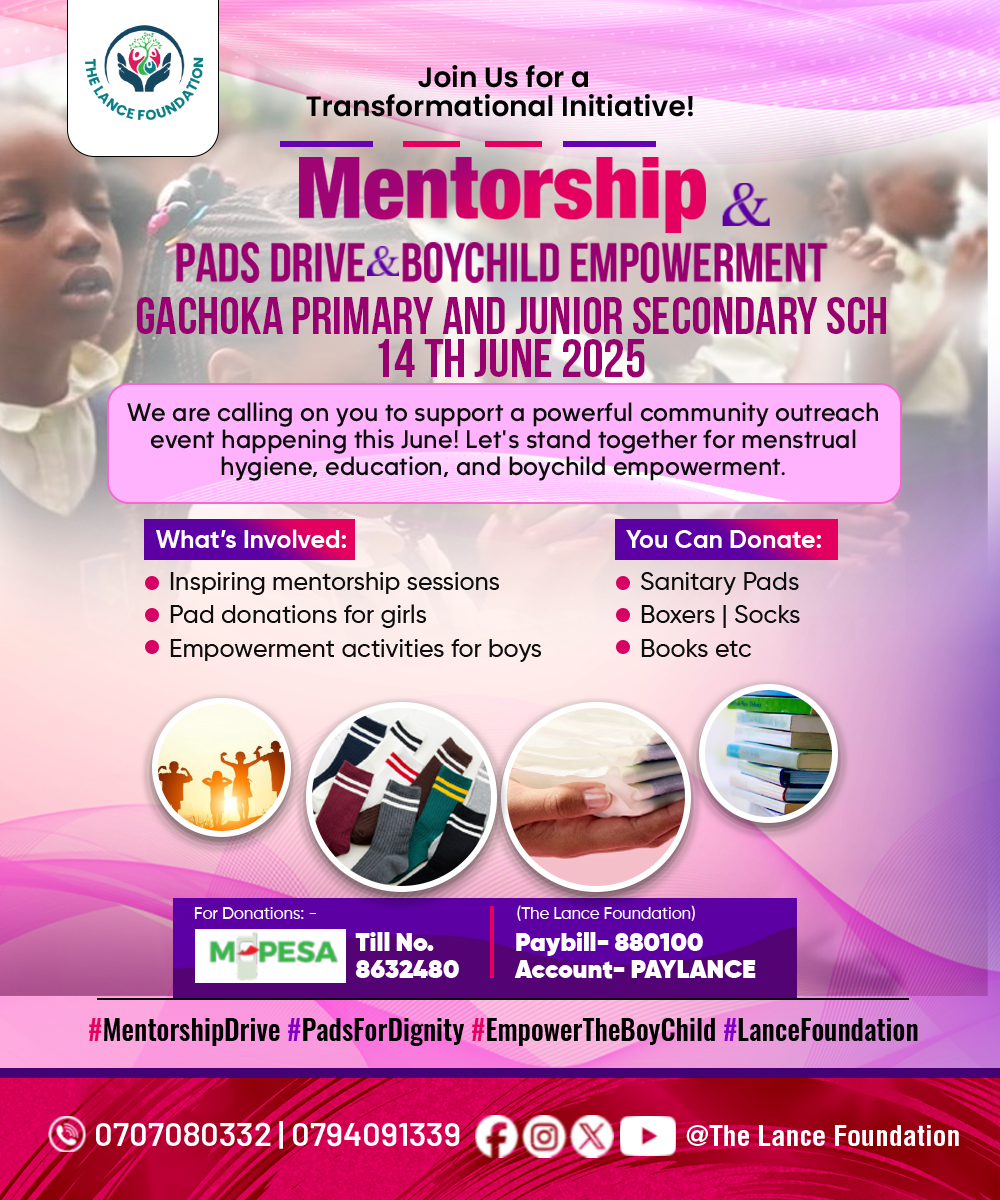 THE LANCE FOUNDATION
Join Us for a
Transformational Initiative!
Mentorship &
PADS DRIVE & BOYCHILD EMPOWERMENT
GACHOKA PRIMARY AND JUNIOR SECONDARY SCH
14 TH JUNE 2025
We are calling on you to support a powerful community outreach
event happening this June! Let's stand together for menstrual
hygiene, education, and boychild empowerment.
What's Involved:
Inspiring mentorship sessions
Pad donations for girls
Empowerment activities for boys
You Can Donate:
Sanitary Pads
Boxers | Socks
Books etc
For Donations: -
M-PESA
Till No.
8632480
(The Lance Foundation)
Paybill- 880100
Account- PAYLANCE
#MentorshipDrive #PadsForDignity #EmpowerTheBoyChild #LanceFoundation
0707080332 | 0794091339 @The Lance Foundation